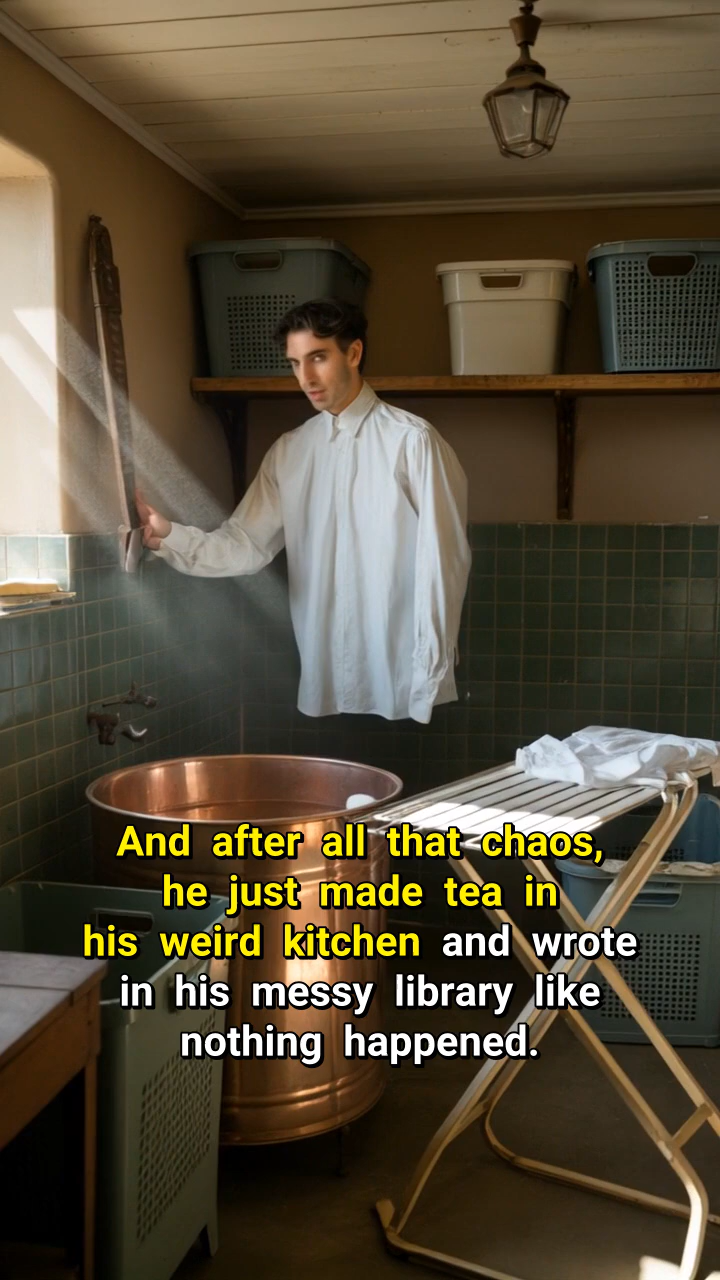 And after all that chaos,
he just made tea in
his weird kitchen and wrote
in his messy library like
nothing happened.